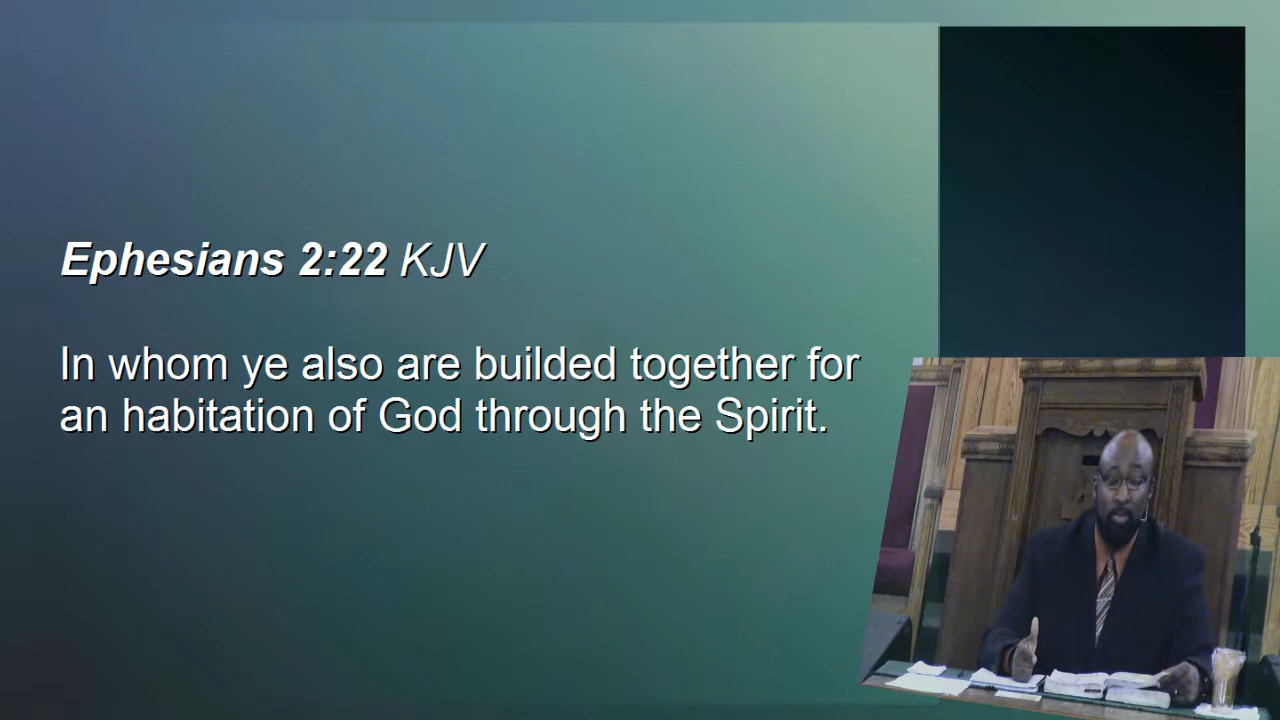 Ephesians 2:22 KJV
In whom ye also are builded together for
an habitation of God through the Spirit.